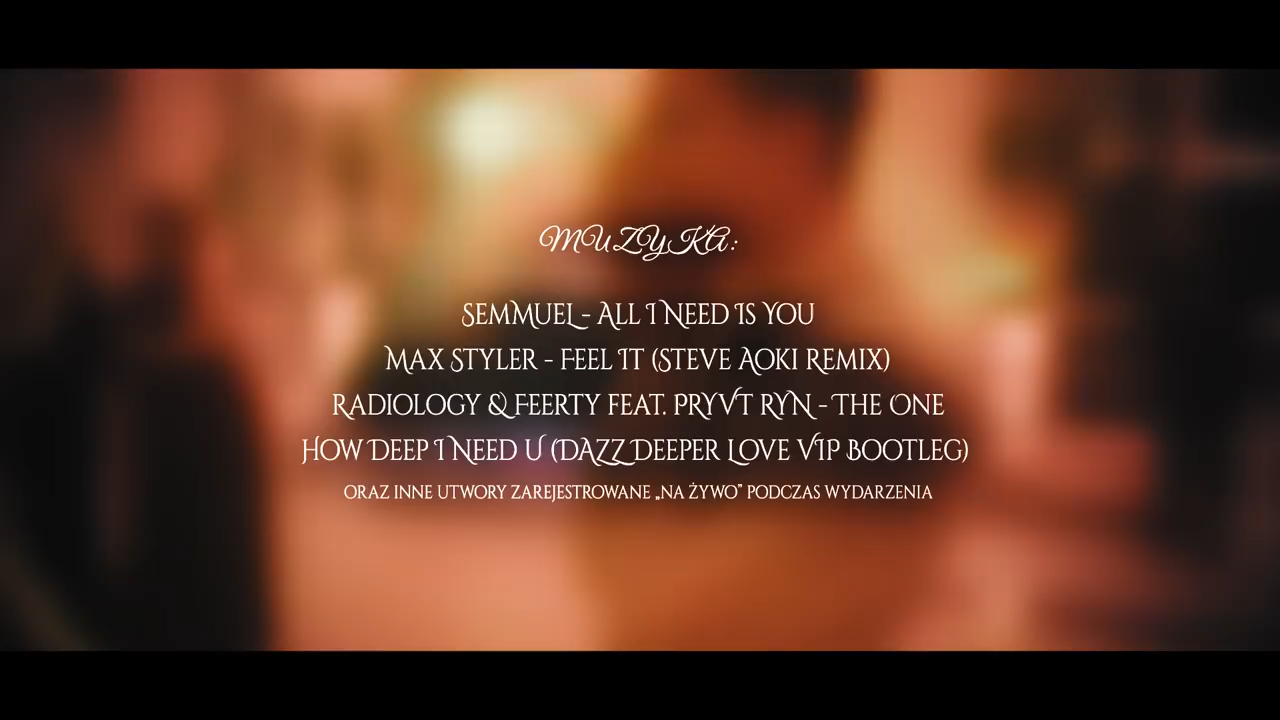 MUZYKA:
SEMMUEL - ALL I NEED IS YOU
MAX STYLER - FEEL IT (STEVE AOKI REMIX)
RADIOLOGY & FEERTY FEAT. PRYVT RYN - THE ONE
HOW DEEP I NEED U (DAZZ DEEPER LOVE VIP BOOTLEG)
ORAZ INNE UTWORY ZAREJESTROWANE „NA ŻYWO” PODCZAS WYDARZENIA